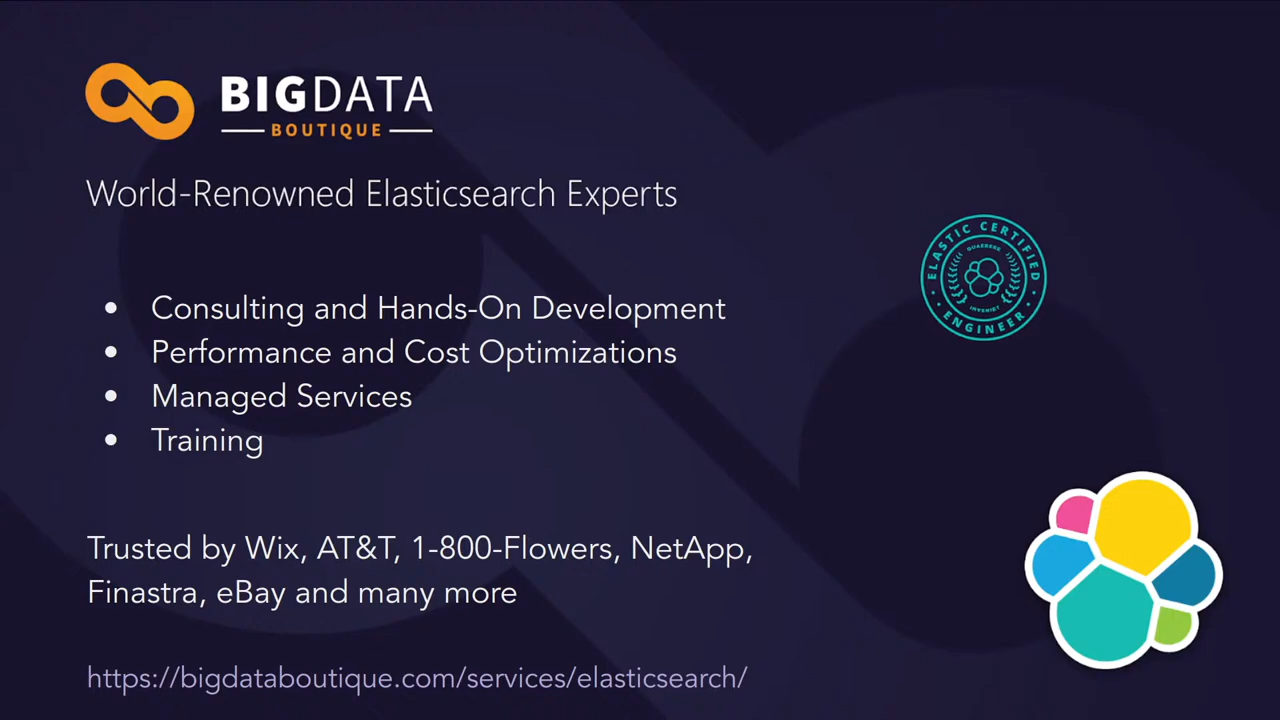 BIGDATA
BOUTIQUE
World-Renowned Elasticsearch Experts
ELASTIC CERTIFIED
QUAERERE
INVENIET
ENGINEER
• Consulting and Hands-On Development
• Performance and Cost Optimizations
• Managed Services
• Training
Trusted by Wix, AT&T, 1-800-Flowers, NetApp,
Finastra, eBay and many more
https://bigdataboutique.com/services/elasticsearch/